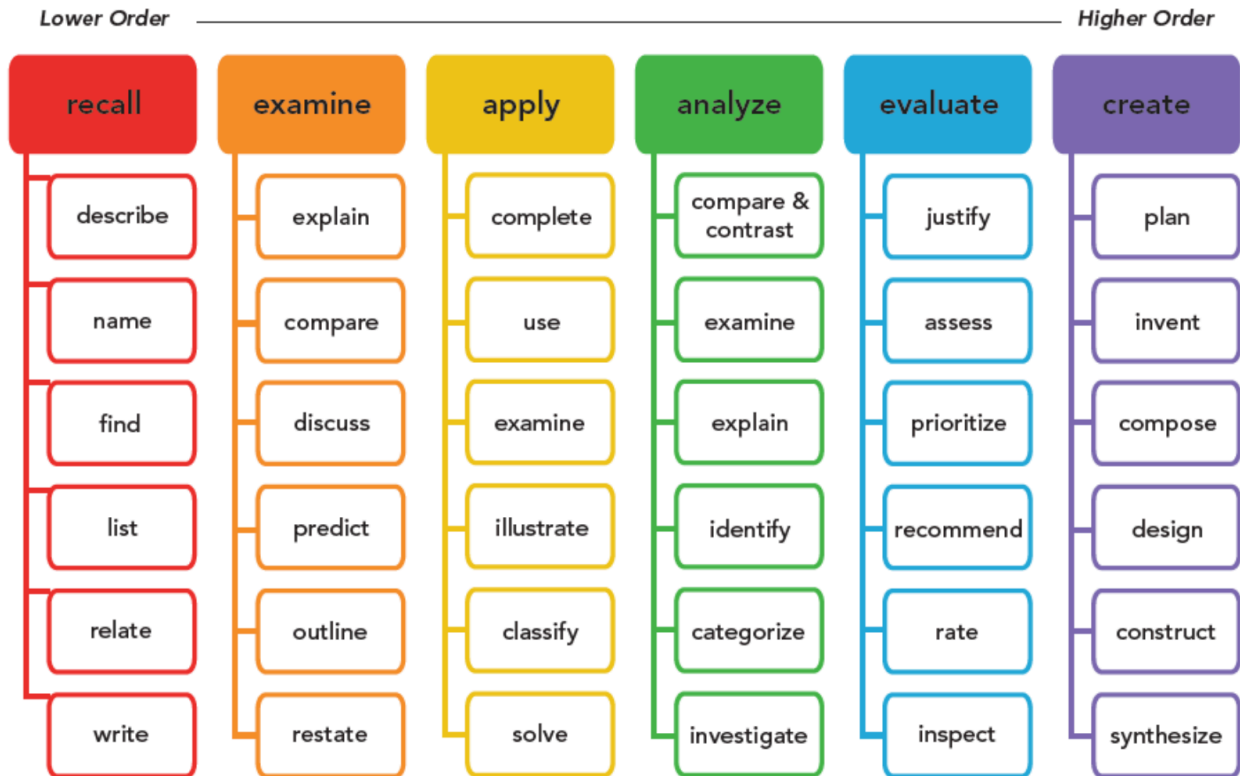 Lower Order
Higher Order
recall
examine
apply
analyze
evaluate
create
describe
explain
complete
compare &
contrast
justify
plan
name
compare
use
examine
assess
invent
find
discuss
examine
explain
prioritize
compose
list
predict
illustrate
identify
recommend
design
relate
outline
classify
categorize
rate
construct
write
restate
solve
investigate
inspect
synthesize